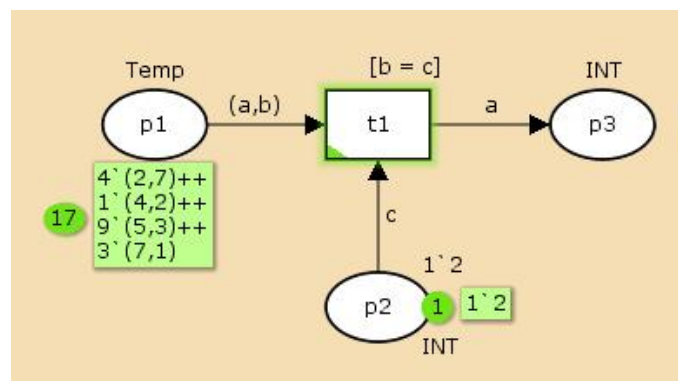 Temp
[b = c]
INT
p1
(a,b)
t1
a
p3
17
4`(2,7)++
1`(4,2)++
9`(5,3)++
3`(7,1)
c
1`2
p2
1
1`2
INT